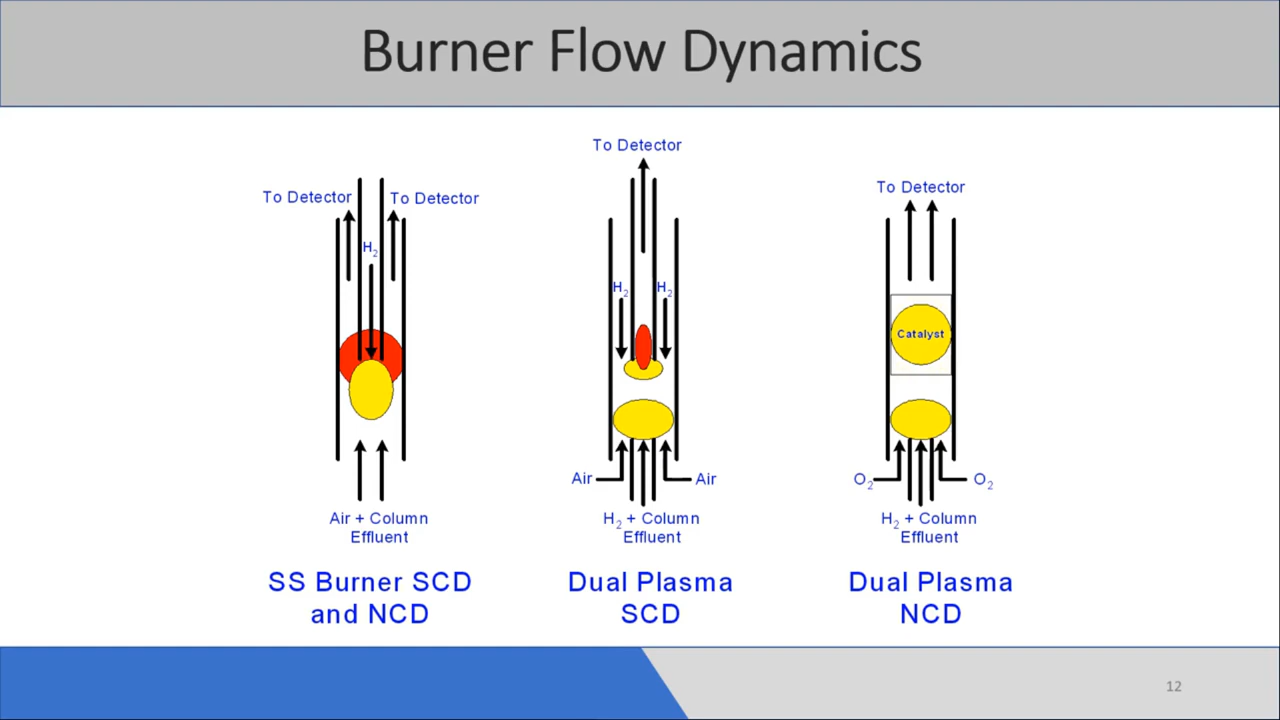 Burner Flow Dynamics
To Detector
To Detector
To Detector
H2
Air + Column
Effluent
SS Burner SCD
and NCD
To Detector
H2
H2
Air
Air
H2 + Column
Effluent
Dual Plasma
SCD
To Detector
Catalyst
O2
O2
H2 + Column
Effluent
Dual Plasma
NCD
12